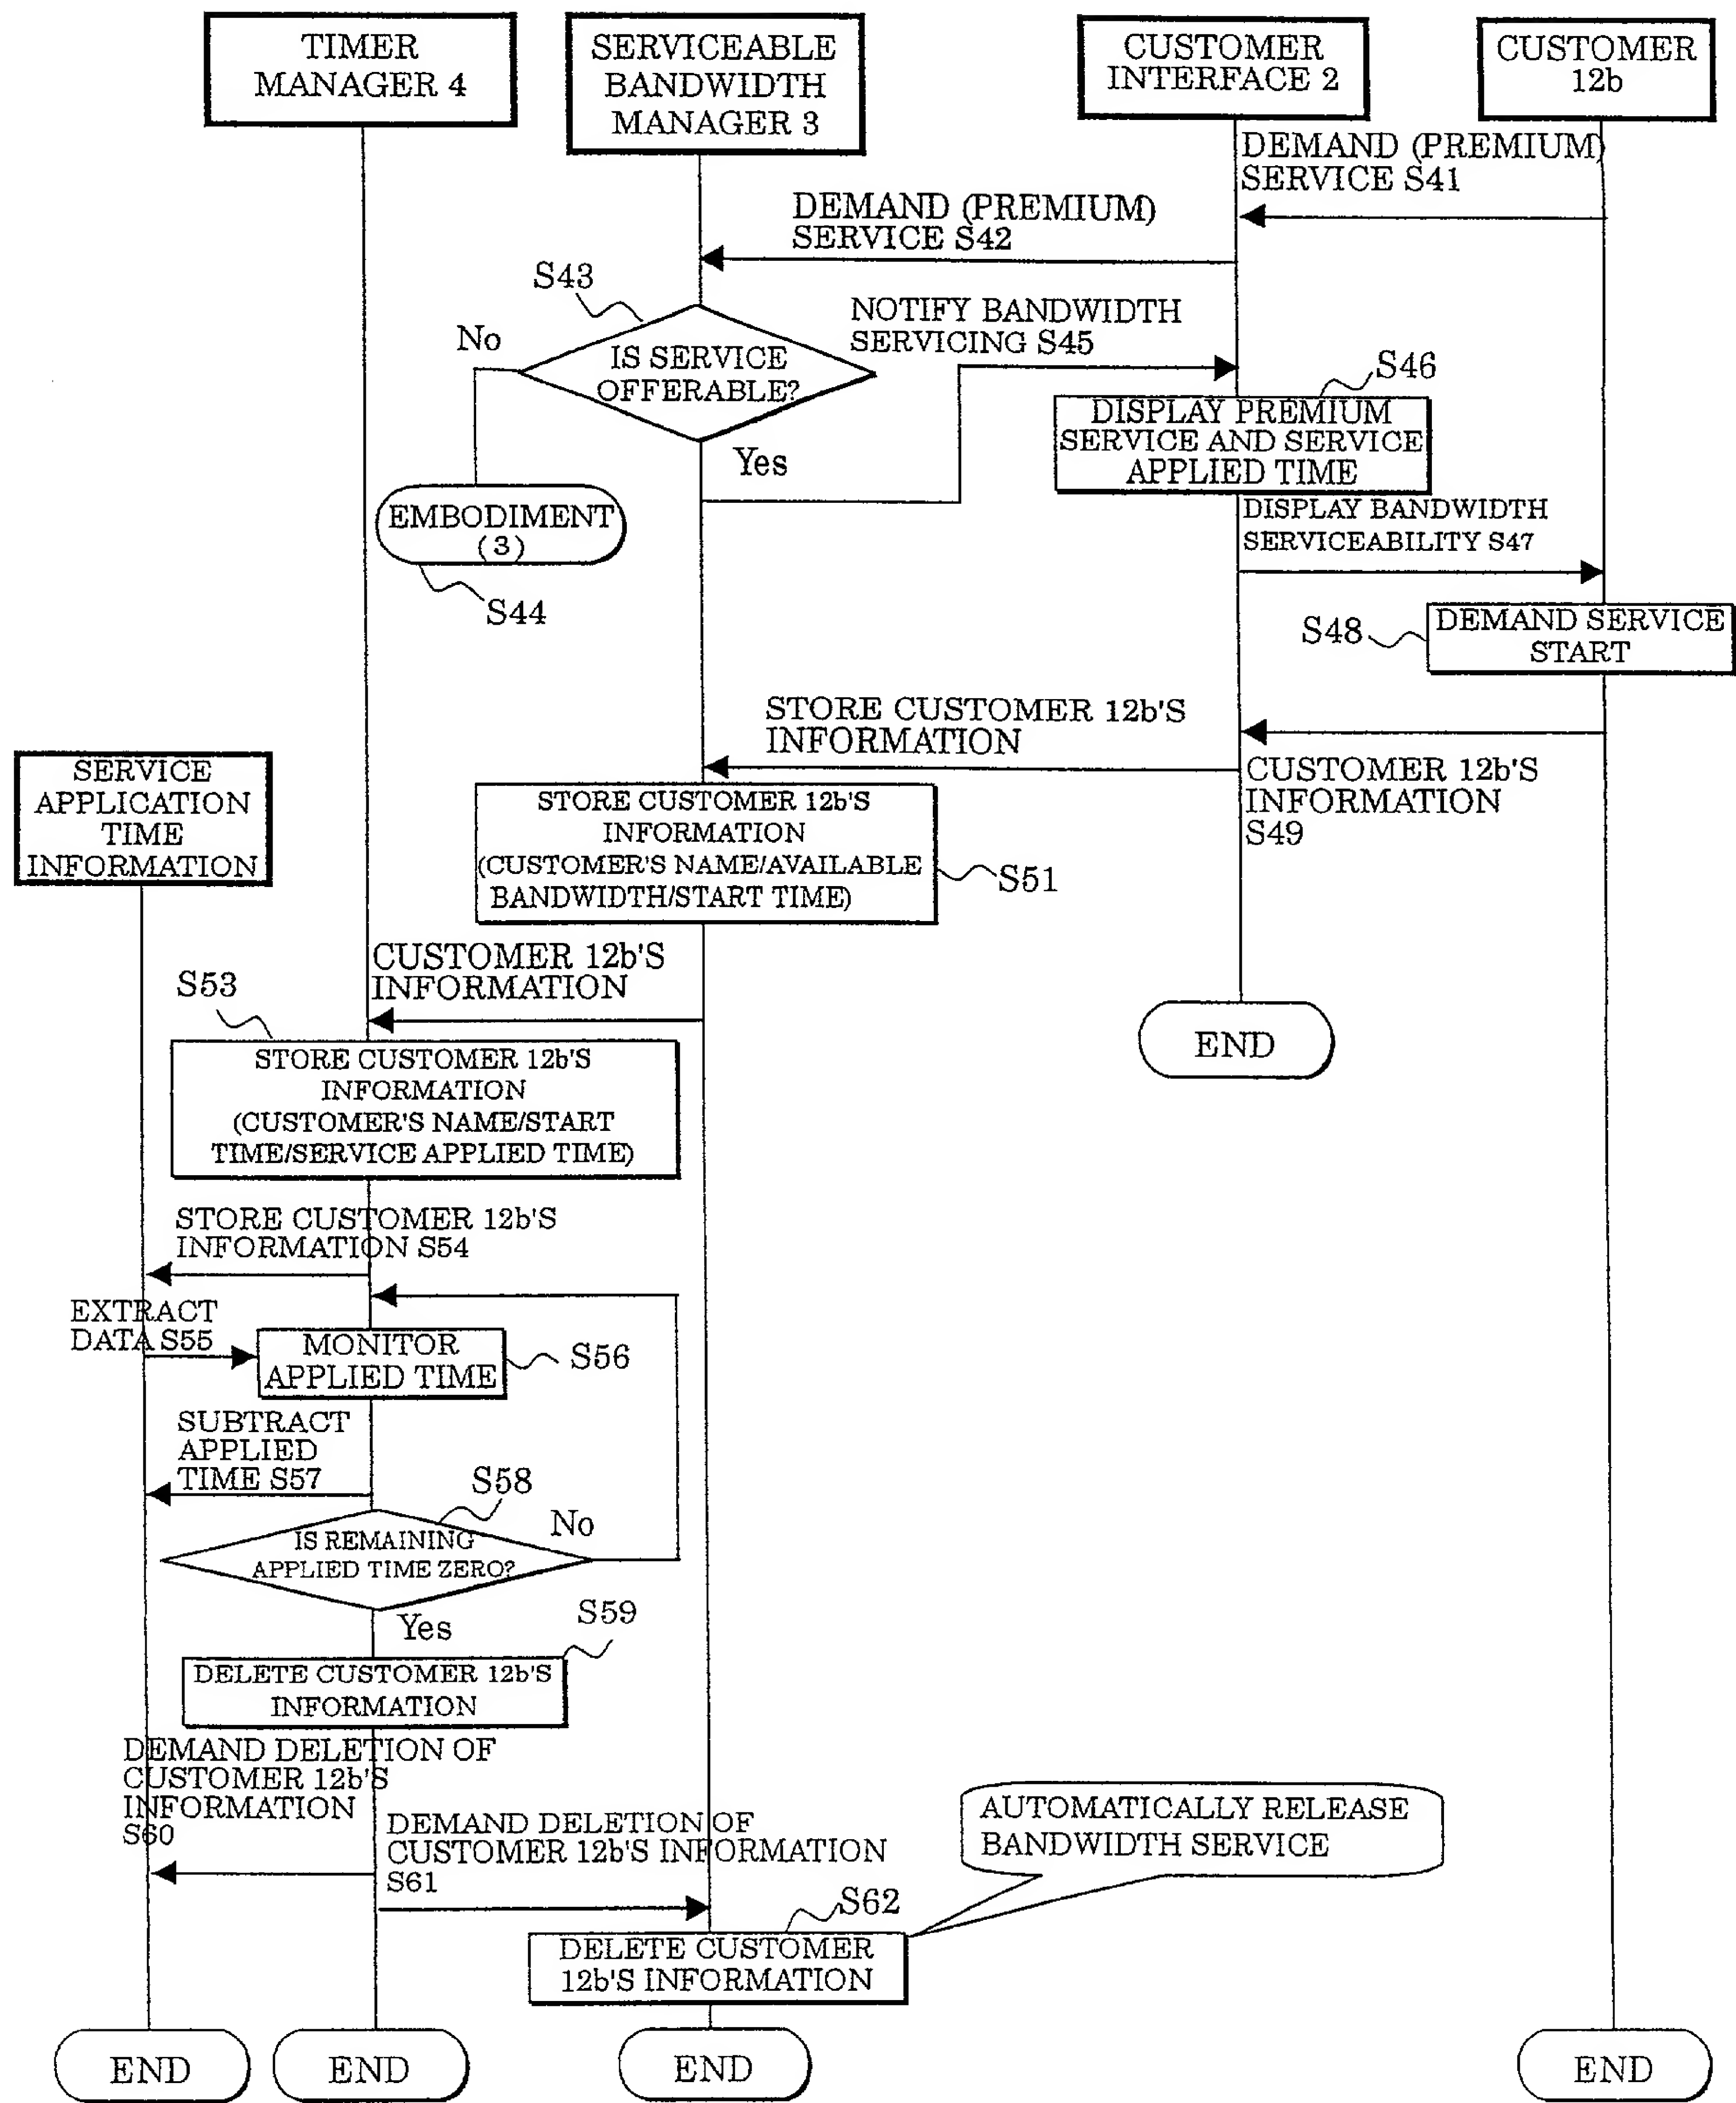 TIMER
MANAGER 4
SERVICEABLE
BANDWIDTH
MANAGER 3
CUSTOMER
INTERFACE 2
CUSTOMER
12b
DEMAND (PREMIUM)
SERVICE S41
DEMAND (PREMIUM)
SERVICE S42
S43
No
IS SERVICE
OFFERABLE?
Yes
NOTIFY BANDWIDTH
SERVICING S45
S46
DISPLAY PREMIUM
SERVICE AND SERVICE
APPLIED TIME
EMBODIMENT
(3)
S44
DISPLAY BANDWIDTH
SERVICEABILITY S47
S48
DEMAND SERVICE
START
STORE CUSTOMER 12b'S
INFORMATION
CUSTOMER 12b'S
INFORMATION
S49
SERVICE
APPLICATION
TIME
INFORMATION
STORE CUSTOMER 12b'S
INFORMATION
(CUSTOMER'S NAME/AVAILABLE
BANDWIDTH/START TIME)
S51
CUSTOMER 12b'S
INFORMATION
S53
END
STORE CUSTOMER 12b'S
INFORMATION
(CUSTOMER'S NAME/START
TIME/SERVICE APPLIED TIME)
STORE CUSTOMER 12b'S
INFORMATION S54
EXTRACT
DATA S55
MONITOR
APPLIED TIME
S56
SUBTRACT
APPLIED
TIME S57
S58
No
IS REMAINING
APPLIED TIME ZERO?
Yes
S59
DELETE CUSTOMER 12b'S
INFORMATION
DEMAND DELETION OF
CUSTOMER 12b'S
INFORMATION
S60
DEMAND DELETION OF
CUSTOMER 12b'S INFORMATION
S61
AUTOMATICALLY RELEASE
BANDWIDTH SERVICE
S62
DELETE CUSTOMER
12b'S INFORMATION
END
END
END
END